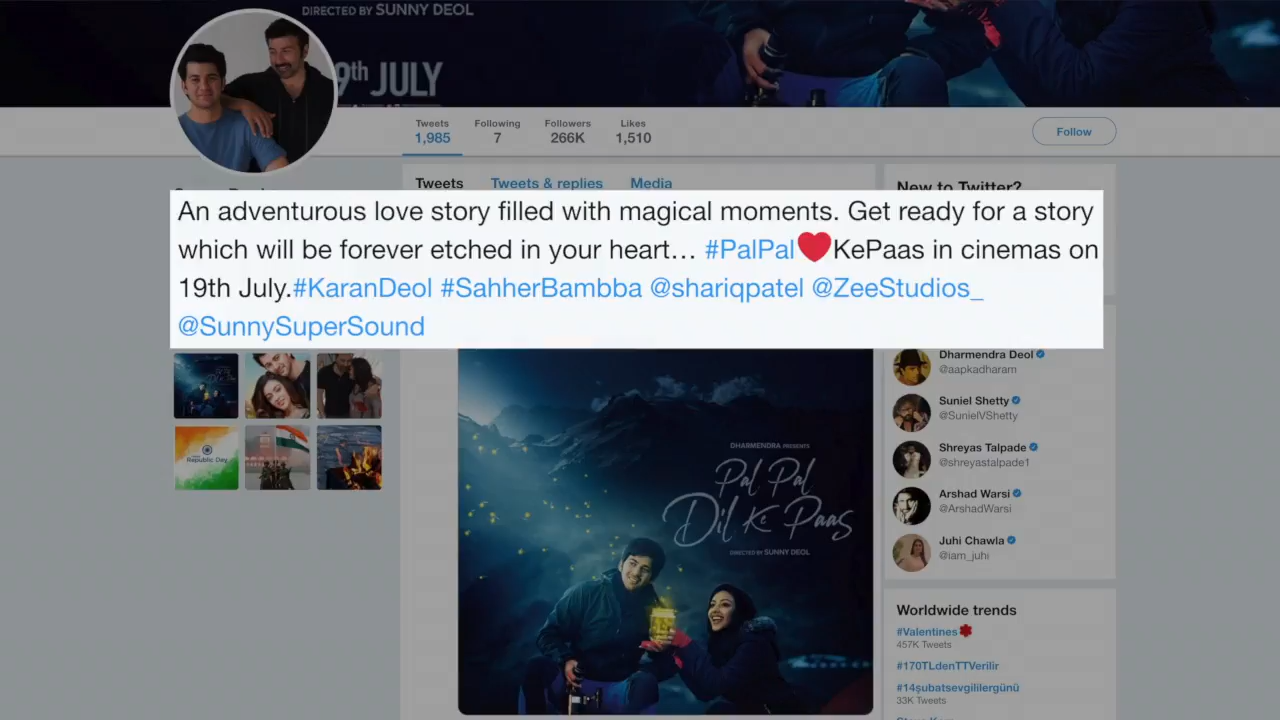 DIRECTED BY SUNNY DEOL
9th JULY
Tweets Following Followers Likes
1,985 7 266K 1,510
Follow
Tweets Tweets & replies Media
New to Twitter?
An adventurous love story filled with magical moments. Get ready for a story
which will be forever etched in your heart... #PalPal❤KePaas in cinemas on
19th July.#KaranDeol #SahherBambba @shariqpatel @ZeeStudios_
@SunnySuperSound
Republic Day
DHARMENDRA PRESENTS
Pal Pal
Dil Ke Paas
DIRECTED BY SUNNY DEOL
Dharmendra Deol
@aapkadharam
Suniel Shetty
@SunielVShetty
Shreyas Talpade
@shreyastalpade1
Arshad Warsi
@ArshadWarsi
Juhi Chawla
@iam_juhi
Worldwide trends
#Valentines
457K Tweets
#170TLdenTTVerilir
#14şubatsevgililergünü
33K Tweets